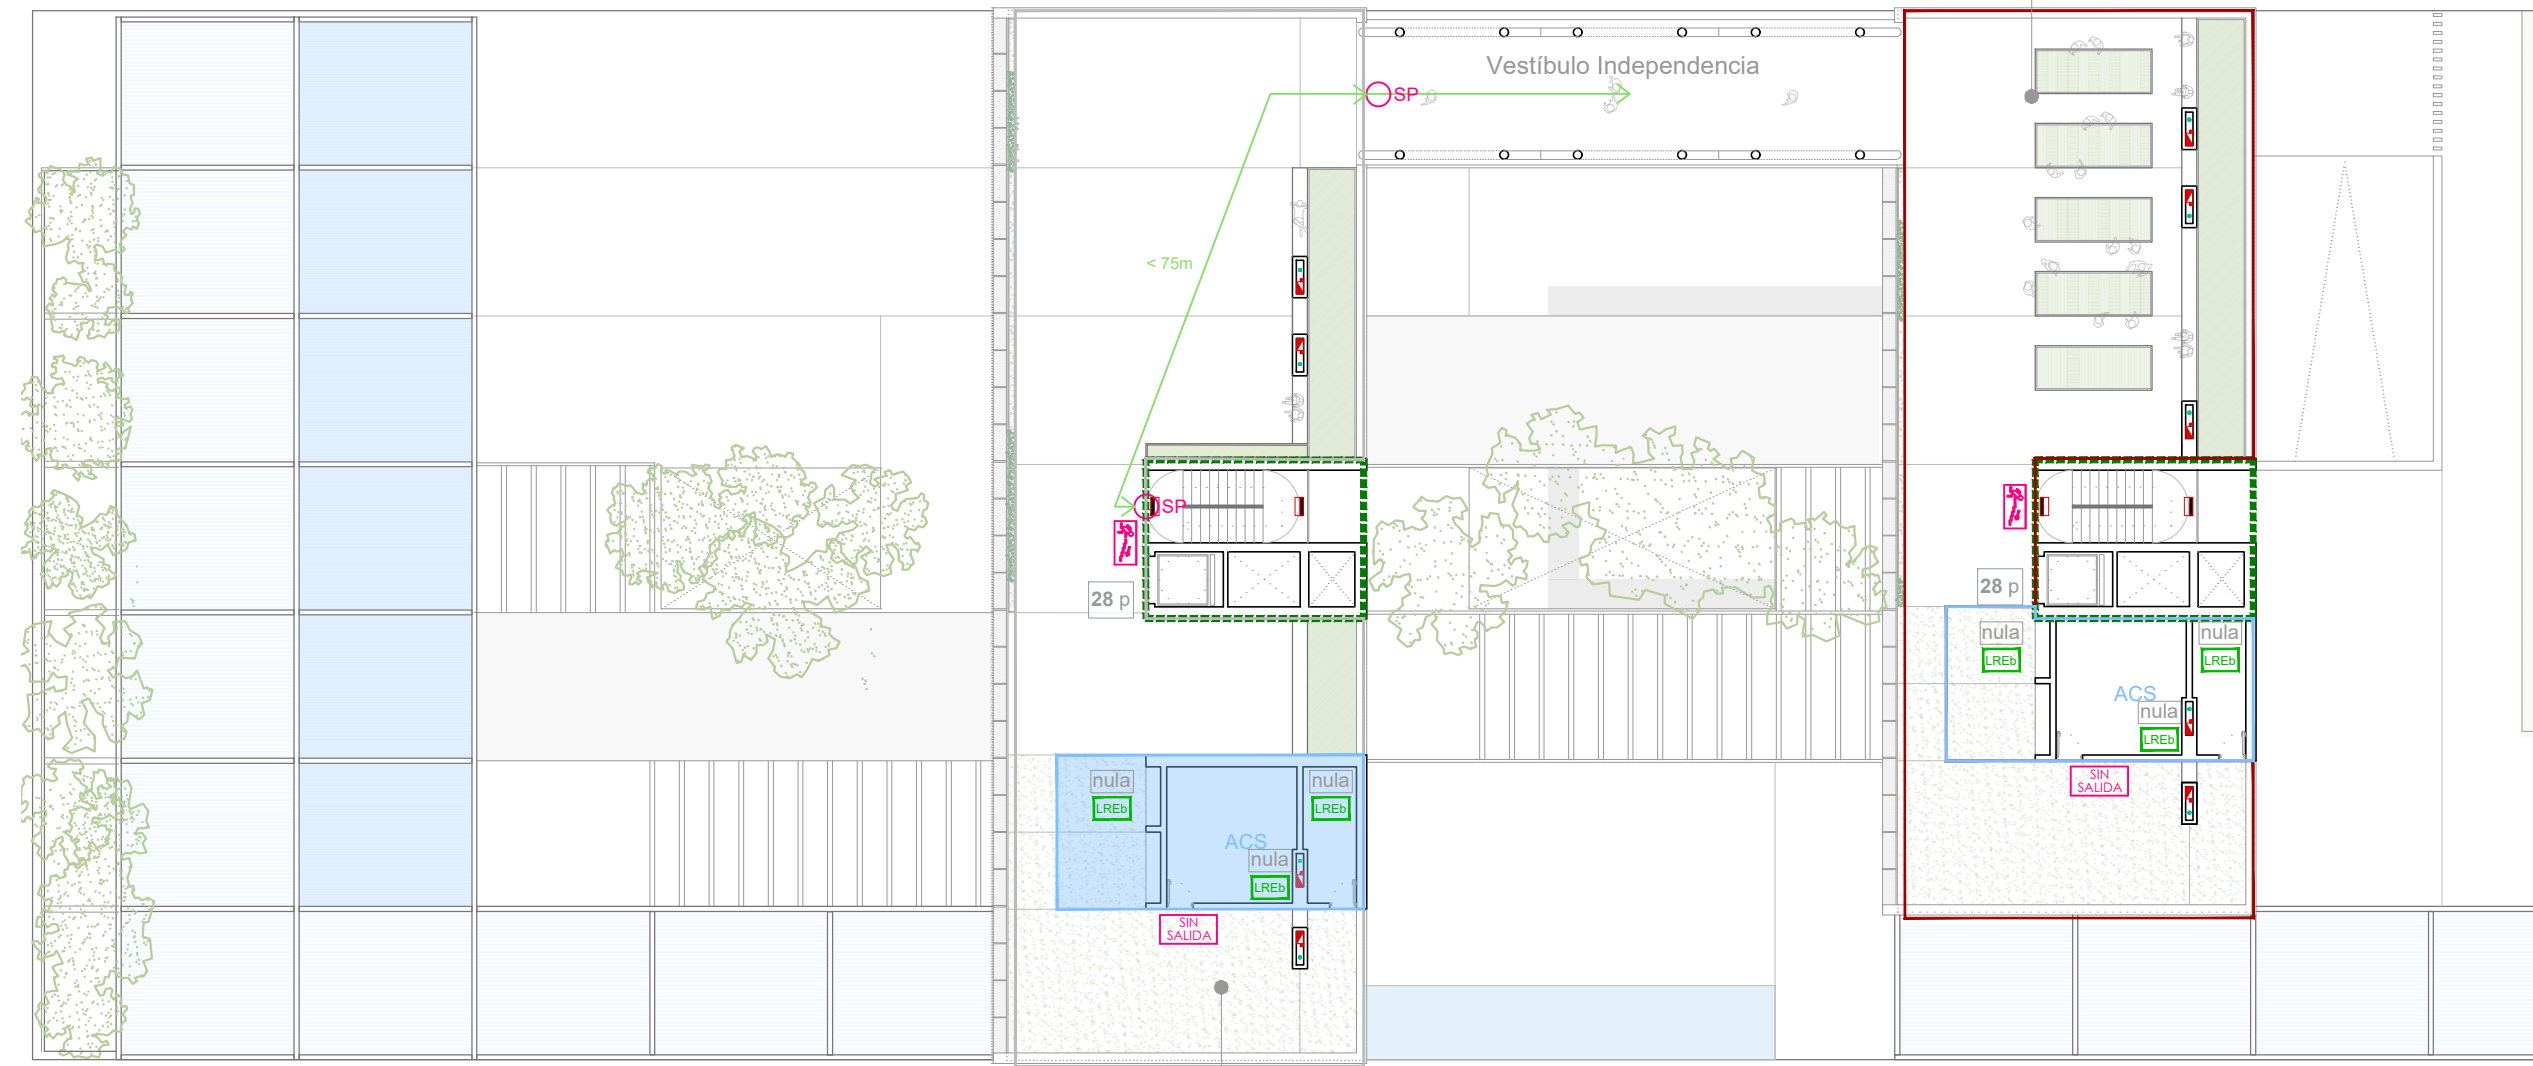 Vestíbulo Independencia
SP
< 75m
SP
28 p
28 p
nula
nula
LREb
LREb
ACS
nula
LREb
SIN
SALIDA
nula
nula
LREb
LREb
ACS
nula
LREb
SIN
SALIDA